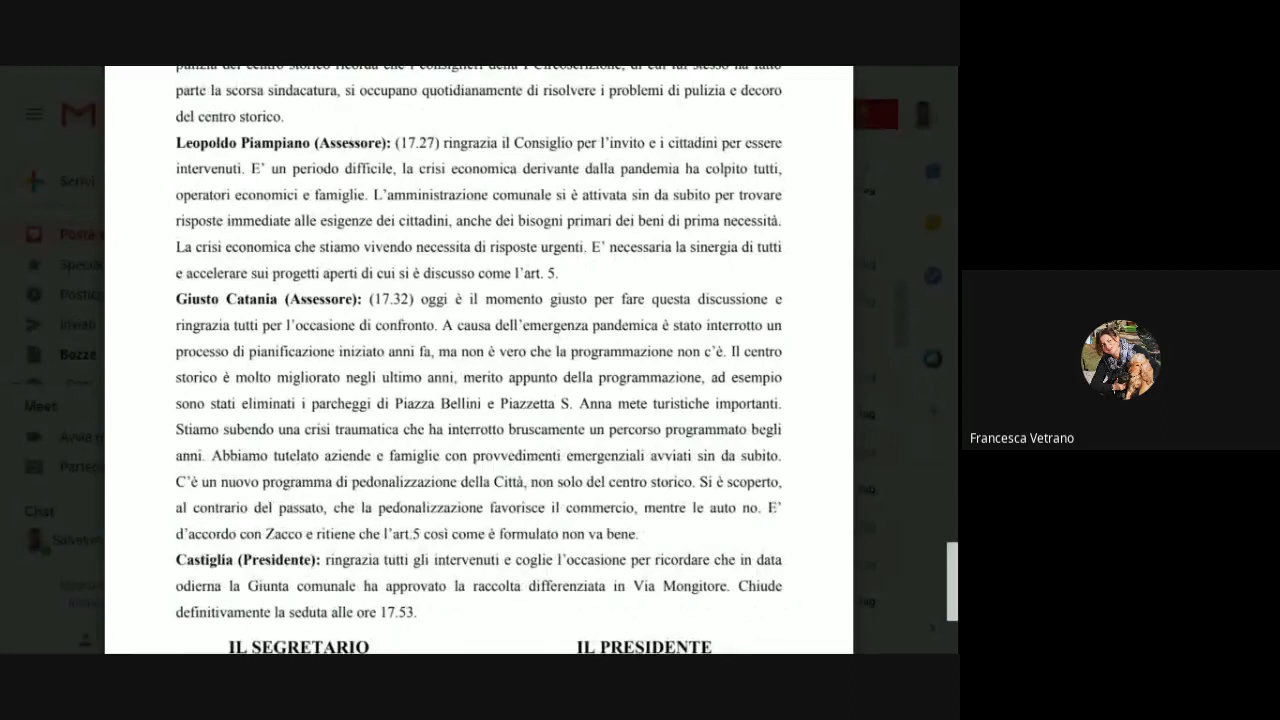 pulizia del centro storico ricorda che i consiglieri della I Circoscrizione, di cui lui stesso ha fatto
parte la scorsa sindacatura, si occupano quotidianamente di risolvere i problemi di pulizia e decoro
del centro storico.
Leopoldo Piampiano (Assessore): (17.27) ringrazia il Consiglio per l'invito e i cittadini per essere
intervenuti. E' un periodo difficile, la crisi economica derivante dalla pandemia ha colpito tutti,
operatori economici e famiglie. L'amministrazione comunale si è attivata sin da subito per trovare
risposte immediate alle esigenze dei cittadini, anche dei bisogni primari dei beni di prima necessità.
La crisi economica che stiamo vivendo necessita di risposte urgenti. E' necessaria la sinergia di tutti
e accelerare sui progetti aperti di cui si è discusso come l'art. 5.
Giusto Catania (Assessore): (17.32) oggi è il momento giusto per fare questa discussione e
ringrazia tutti per l'occasione di confronto. A causa dell'emergenza pandemica è stato interrotto un
processo di pianificazione iniziato anni fa, ma non è vero che la programmazione non c'è. Il centro
storico è molto migliorato negli ultimo anni, merito appunto della programmazione, ad esempio
sono stati eliminati i parcheggi di Piazza Bellini e Piazzetta S. Anna mete turistiche importanti.
Stiamo subendo una crisi traumatica che ha interrotto bruscamente un percorso programmato begli
anni. Abbiamo tutelato aziende e famiglie con provvedimenti emergenziali avviati sin da subito.
C'è un nuovo programma di pedonalizzazione della Città, non solo del centro storico. Si è scoperto,
al contrario del passato, che la pedonalizzazione favorisce il commercio, mentre le auto no. E'
d'accordo con Zacco e ritiene che l'art.5 così come è formulato non va bene.
Castiglia (Presidente): ringrazia tutti gli intervenuti e coglie l'occasione per ricordare che in data
odierna la Giunta comunale ha approvato la raccolta differenziata in Via Mongitore. Chiude
definitivamente la seduta alle ore 17.53.
IL SEGRETARIO IL PRESIDENTE
Scrivi
Posta
Inviati
Bozze
Meet
Chat
Francesca Vetrano